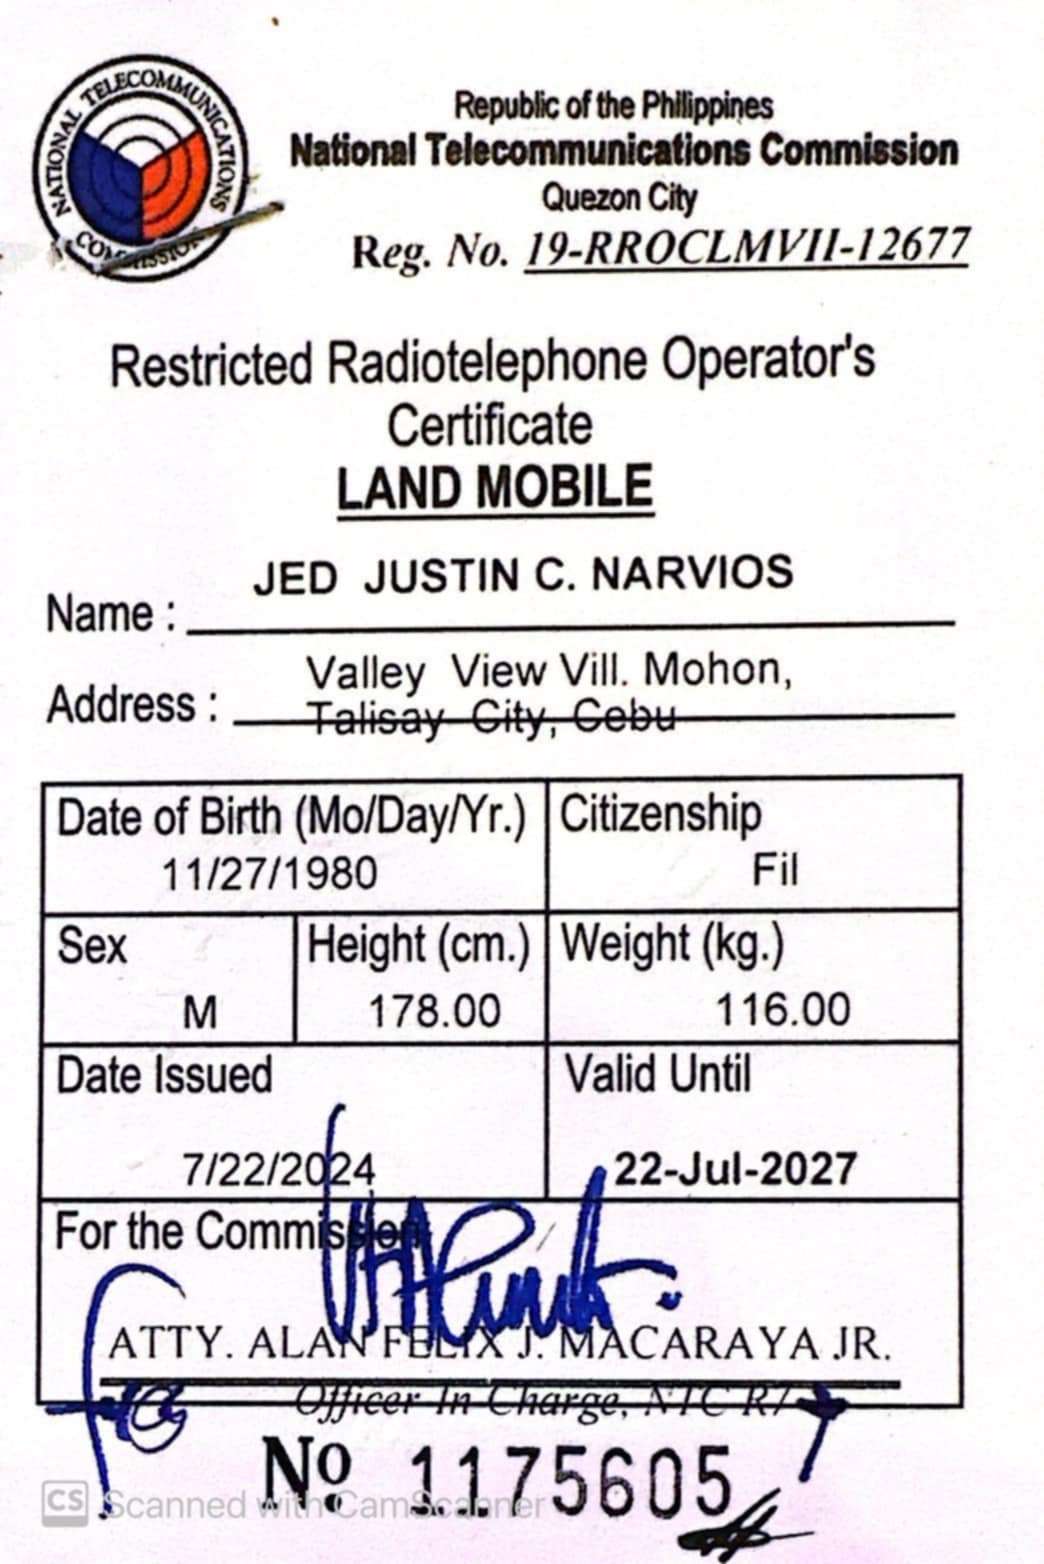 NATIONAL TELECOMMUNICATIONS COMMISSION
Republic of the Philippines
National Telecommunications Commission
Quezon City
Reg. No. 19-RROCLMVII-12677
Restricted Radiotelephone Operator's
Certificate
LAND MOBILE
Name : JED JUSTIN C. NARVIOS
Address : Valley View Vill. Mohon,
Talisay City, Cebu
Date of Birth (Mo/Day/Yr.) Citizenship
11/27/1980 Fil
Sex Height (cm.) Weight (kg.)
M 178.00 116.00
Date Issued Valid Until
7/22/2024 22-Jul-2027
For the Commission
ATTY. ALAN FELIX J. MACARAYA JR.
Officer In Charge, NTC R7
No 1175605
CS Scanned with CamScanner